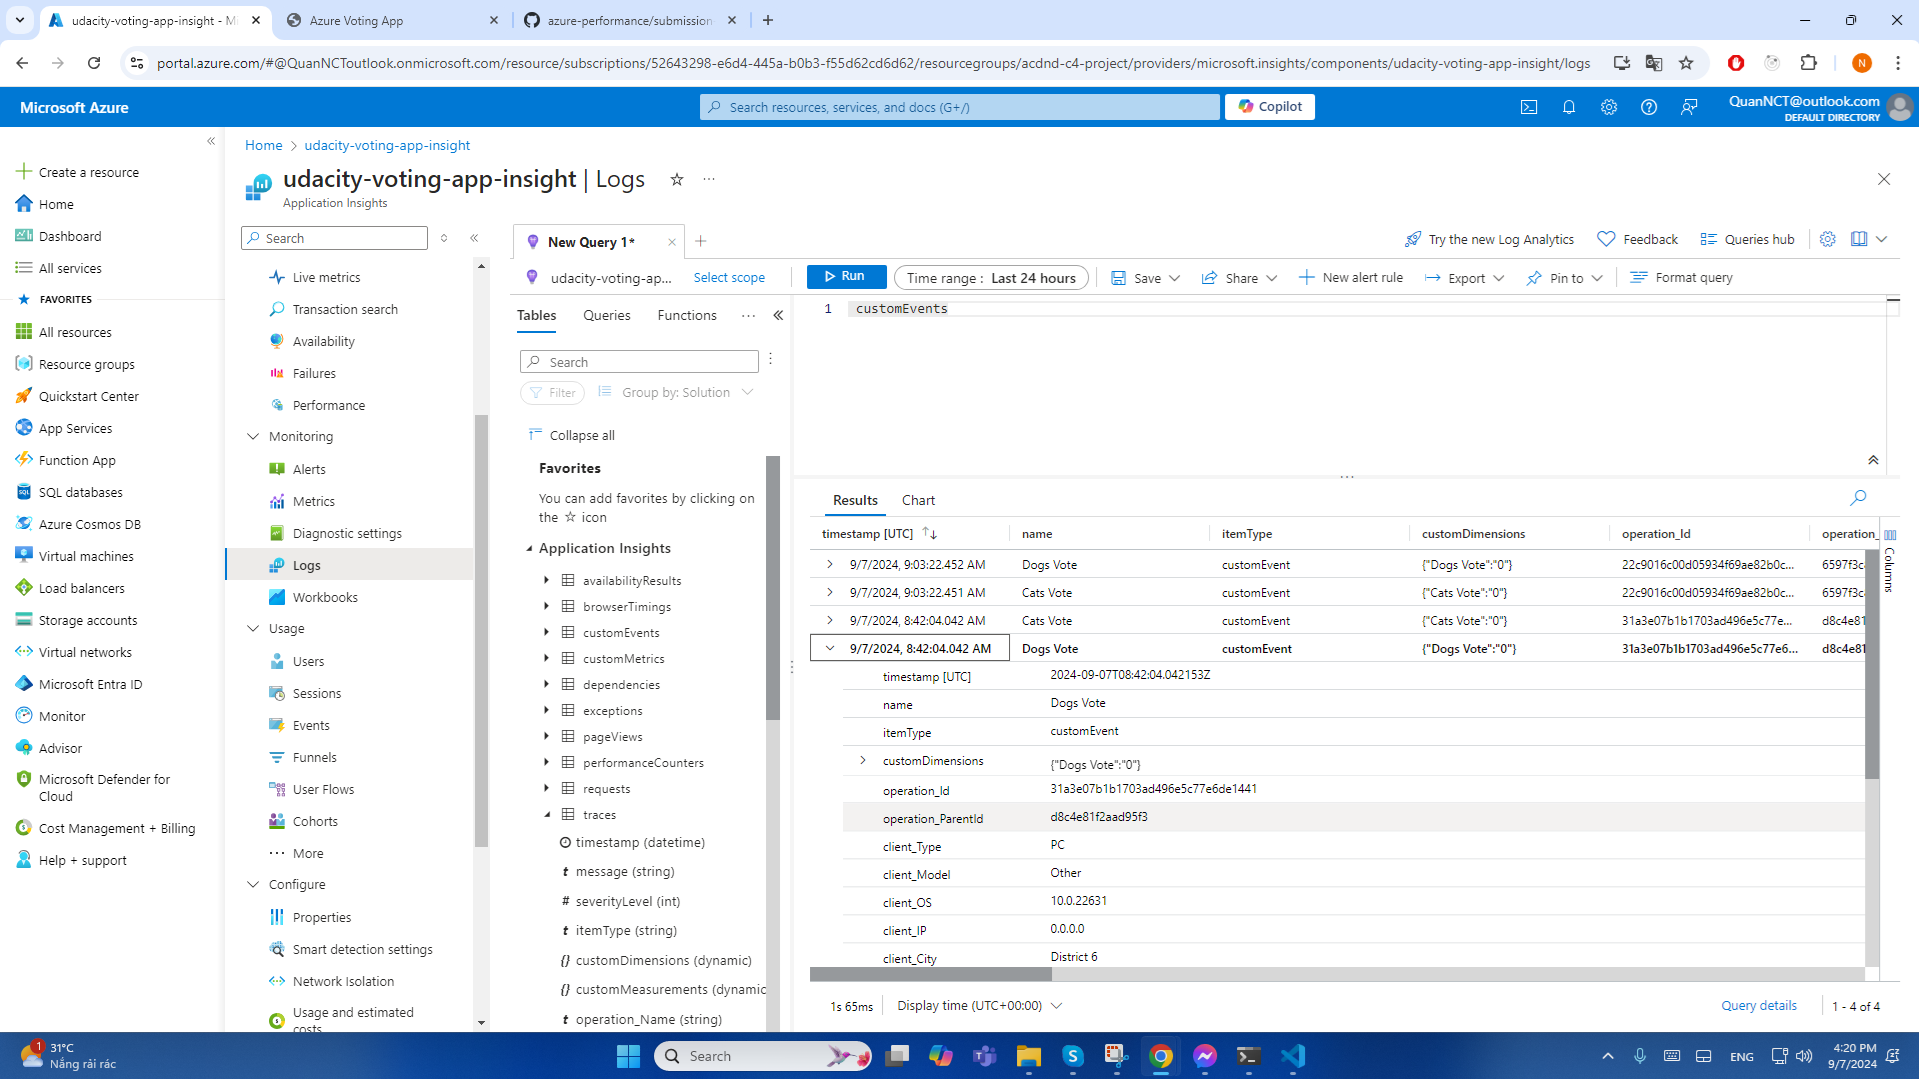 udacity-voting-app-insight - Mi
Azure Voting App
azure-performance/submission
portal.azure.com/#@QuanNCToutlook.onmicrosoft.com/resource/subscriptions/52643298-e6d4-445a-b0b3-f55d62cd6d62/resourcegroups/acdnd-c4-project/providers/microsoft.insights/components/udacity-voting-app-insight/logs
N
Microsoft Azure
Search resources, services, and docs (G+/)
Copilot
QuanNCT@outlook.com
DEFAULT DIRECTORY
Create a resource
Home
Dashboard
All services
FAVORITES
All resources
Resource groups
Quickstart Center
App Services
Function App
SQL databases
Azure Cosmos DB
Virtual machines
Load balancers
Storage accounts
Virtual networks
Microsoft Entra ID
Monitor
Advisor
Microsoft Defender for
Cloud
Cost Management + Billing
Help + support
Home > udacity-voting-app-insight
udacity-voting-app-insight | Logs
Application Insights
Search
Live metrics
Transaction search
Availability
Failures
Performance
Monitoring
Alerts
Metrics
Diagnostic settings
Logs
Workbooks
Usage
Users
Sessions
Events
Funnels
User Flows
Cohorts
More
Configure
Properties
Smart detection settings
Network Isolation
Usage and estimated
costs
New Query 1*
Try the new Log Analytics
Feedback
Queries hub
udacity-voting-ap...
Select scope
Run
Time range : Last 24 hours
Save
Share
New alert rule
Export
Pin to
Format query
Tables
Queries
Functions
Search
Filter
Group by: Solution
Collapse all
Favorites
You can add favorites by clicking on
the ☆ icon
Application Insights
availabilityResults
browserTimings
customEvents
customMetrics
dependencies
exceptions
pageViews
performanceCounters
requests
traces
timestamp (datetime)
t message (string)
# severityLevel (int)
t itemType (string)
{} customDimensions (dynamic)
{} customMeasurements (dynamic
t operation_Name (string)
1 customEvents
Results
Chart
timestamp [UTC] name itemType customDimensions operation_Id operation_
9/7/2024, 9:03:22.452 AM Dogs Vote customEvent {"Dogs Vote":"0"} 22c9016c00d05934f69ae82b0c... 6597f3c
9/7/2024, 9:03:22.451 AM Cats Vote customEvent {"Cats Vote":"0"} 22c9016c00d05934f69ae82b0c... 6597f3c
9/7/2024, 8:42:04.042 AM Cats Vote customEvent {"Cats Vote":"0"} 31a3e07b1b1703ad496e5c77e... d8c4e81
9/7/2024, 8:42:04.042 AM Dogs Vote customEvent {"Dogs Vote":"0"} 31a3e07b1b1703ad496e5c77e6... d8c4e81
timestamp [UTC] 2024-09-07T08:42:04.042153Z
name Dogs Vote
itemType customEvent
customDimensions {"Dogs Vote":"0"}
operation_Id 31a3e07b1b1703ad496e5c77e6de1441
operation_ParentId d8c4e81f2aad95f3
client_Type PC
client_Model Other
client_OS 10.0.22631
client_IP 0.0.0.0
client_City District 6
Columns
1s 65ms
Display time (UTC+00:00)
Query details
1 - 4 of 4
1
31°C
Nắng rải rác
Search
ENG
4:20 PM
9/7/2024